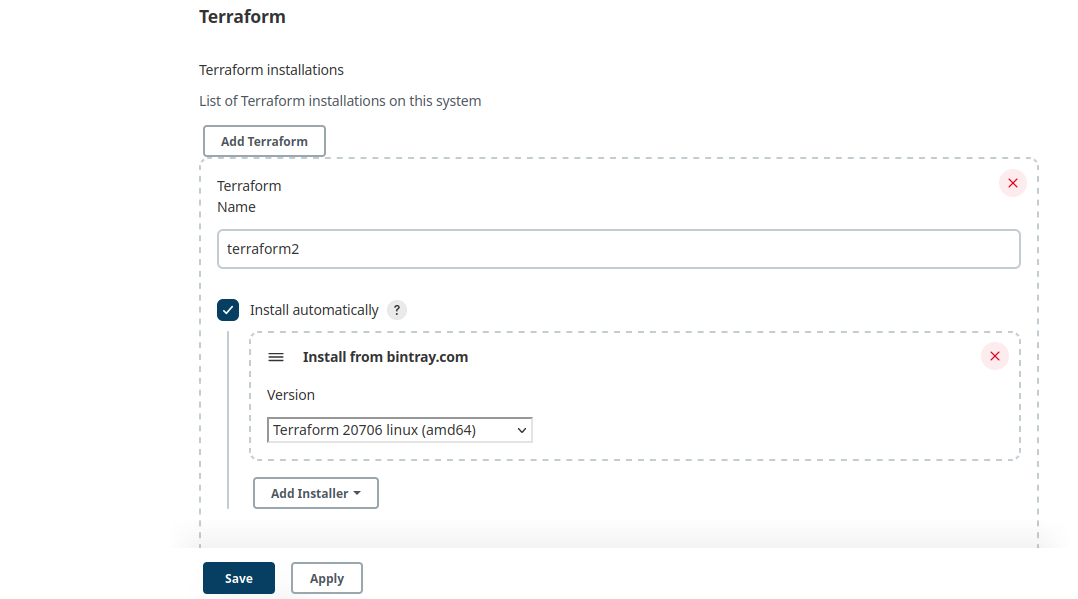 Terraform
Terraform installations
List of Terraform installations on this system
Add Terraform
Terraform
Name
terraform2
Install automatically ?
Install from bintray.com
Version
Terraform 20706 linux (amd64)
Add Installer
Save Apply